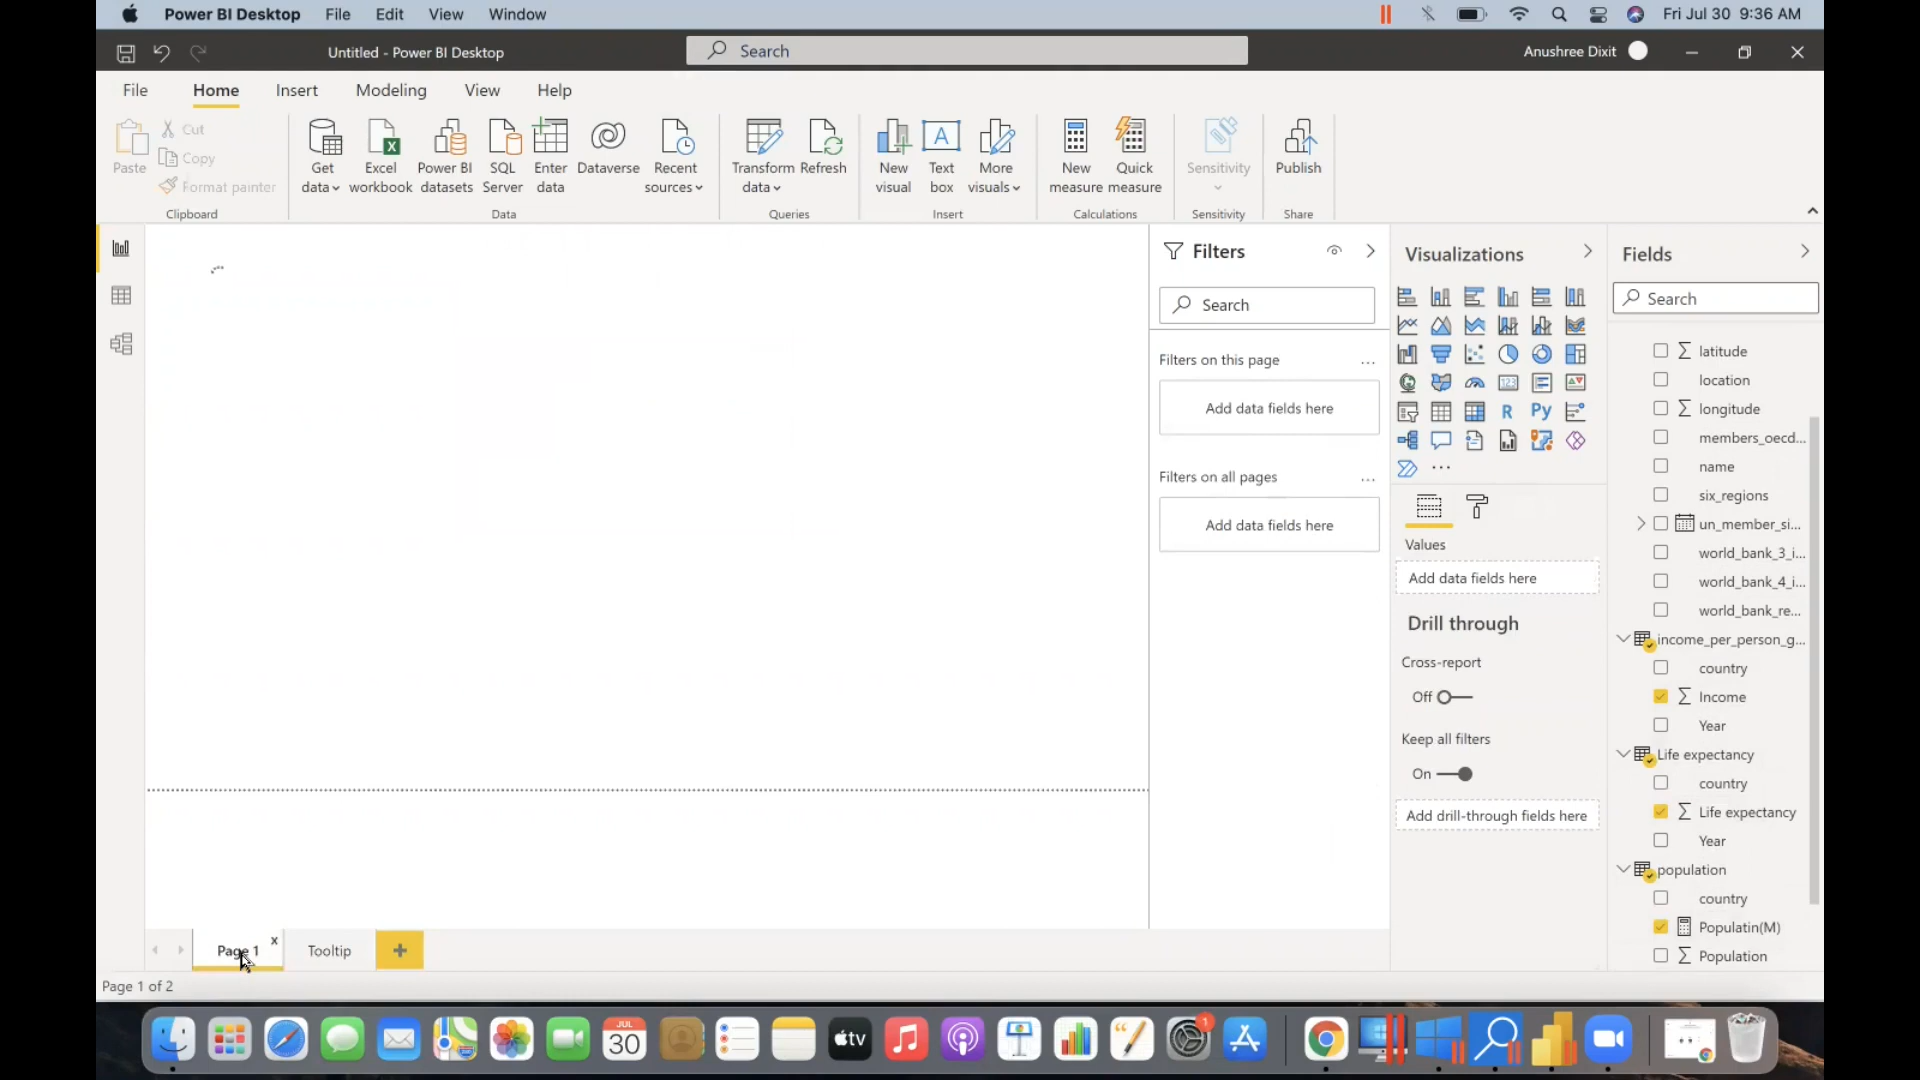 Power BI Desktop File Edit View Window Fri Jul 30 9:36 AM
Untitled - Power BI Desktop Search Anushree Dixit
File Home Insert Modeling View Help
Paste
Cut
Copy
Format painter
Clipboard
Get data
Excel workbook
Power BI datasets
SQL Server
Enter data
Dataverse
Recent sources
Data
Transform data
Refresh
Queries
New visual
Text box
More visuals
Insert
New measure
Quick measure
Calculations
Sensitivity
Sensitivity
Publish
Share
Filters
Search
Filters on this page ...
Add data fields here
Filters on all pages ...
Add data fields here
Visualizations
R Py
123
...
Values
Add data fields here
Drill through
Cross-report
Off
Keep all filters
On
Add drill-through fields here
Fields
Search
latitude
location
longitude
members_oecd...
name
six_regions
un_member_si...
world_bank_3_i...
world_bank_4_i...
world_bank_re...
income_per_person_g...
country
Income
Year
Life expectancy
country
Life expectancy
Year
population
country
Populatin(M)
Population
Page 1 x Tooltip +
Page 1 of 2
JUL
30
tv
1